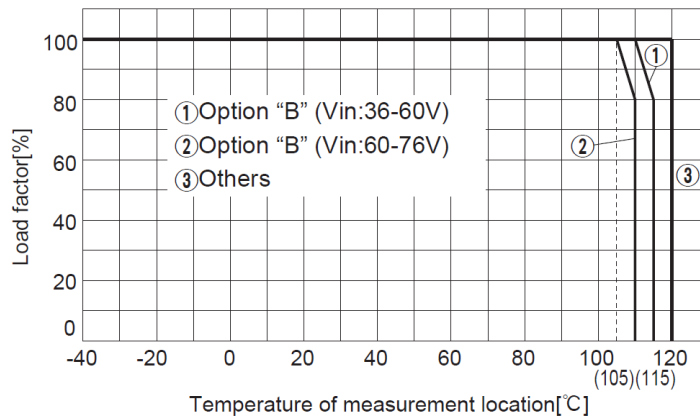 100
80
60
40
20
0
Load factor[%]
①Option “B” (Vin:36-60V)
②Option “B” (Vin:60-76V)
③Others
①
②
③
-40 -20 0 20 40 60 80 100 120
(105)(115)
Temperature of measurement location[℃]